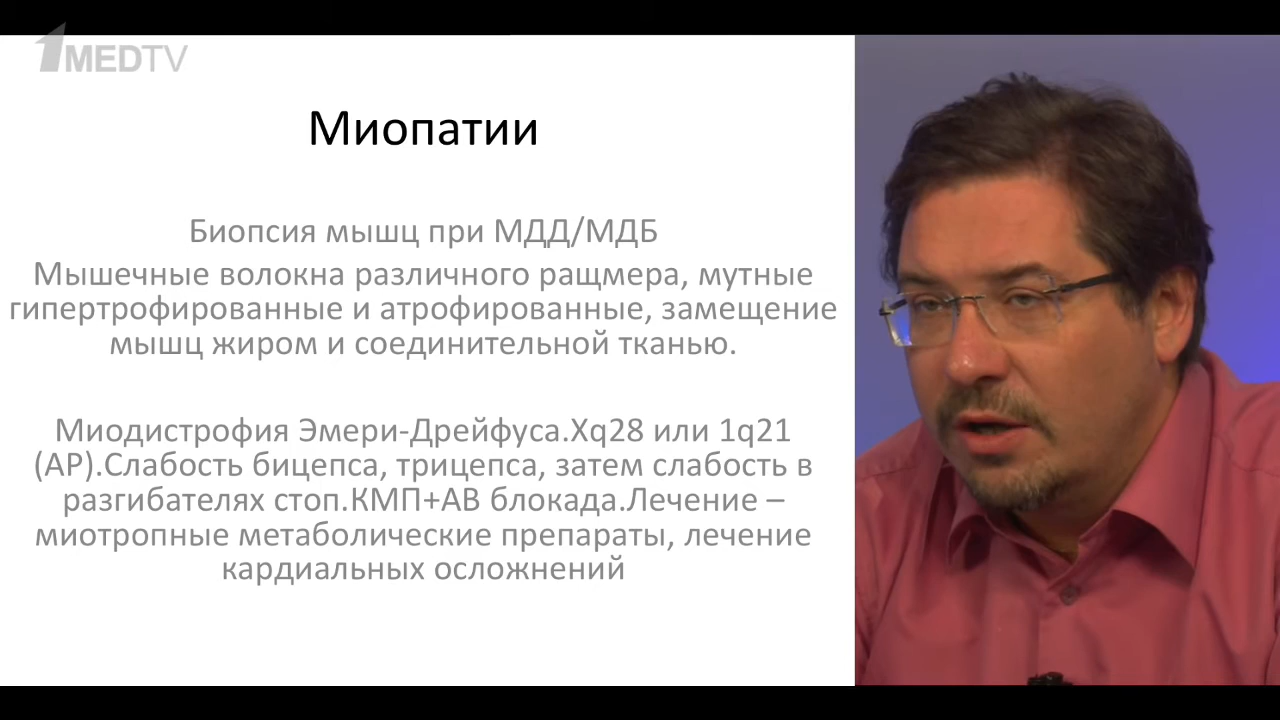 1MEDTV
Миопатии
Биопсия мышц при МДД/МДБ
Мышечные волокна различного ращмера, мутные
гипертрофированные и атрофированные, замещение
мышц жиром и соединительной тканью.
Миодистрофия Эмери-Дрейфуса.Xq28 или 1q21
(АР).Слабость бицепса, трицепса, затем слабость в
разгибателях стоп.КМП+АВ блокада.Лечение –
миотропные метаболические препараты, лечение
кардиальных осложнений